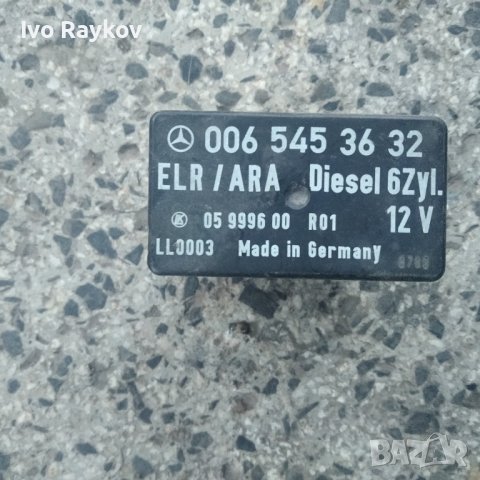 Ivo Raykov
006 545 36 32
ELR / ARA Diesel 6Zyl.
05 9996 00 R01 12 V
LL0003 Made in Germany
BAZAR